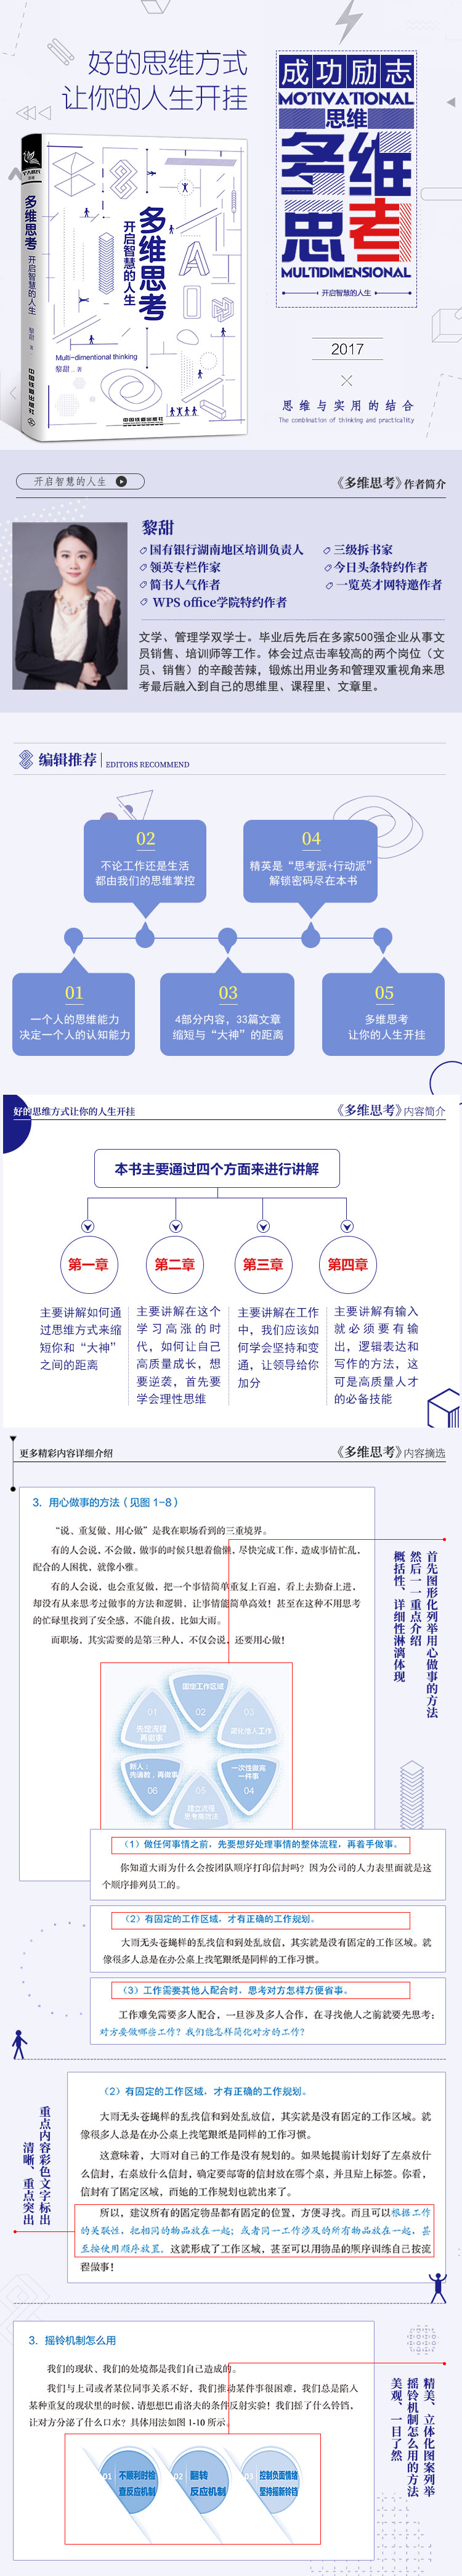 好的思维方式
让你的人生开挂
成功励志
MOTIVATIONAL
思维
多维
思考
MULTIDIMENSIONAL
开启智慧的人生
2017
思维与实用的结合
The combination of thinking and practicality
多维思考
开启智慧的人生
黎甜 著
中国铁道出版社
多维思考
开启智慧的人生
Multi-dimentional thinking
黎甜 著
中国铁道出版社
开启智慧的人生
《多维思考》作者简介
黎甜
国有银行湖南地区培训负责人
三级拆书家
领英专栏作家
今日头条特约作者
简书人气作者
一览英才网特邀作者
WPS office学院特约作者
文学、管理学双学士。毕业后先后在多家500强企业从事文
员销售、培训师等工作。体会过点击率较高的两个岗位（文
员、销售）的辛酸苦辣，锻炼出用业务和管理双重视角来思
考最后融入到自己的思维里、课程里、文章里。
编辑推荐
EDITORS RECOMMEND
02
不论工作还是生活
都由我们的思维掌控
04
精英是“思考派+行动派”
解锁密码尽在本书
01
一个人的思维能力
决定一个人的认知能力
03
4部分内容，33篇文章
缩短与“大神”的距离
05
多维思考
让你的人生开挂
好的思维方式让你的人生开挂
《多维思考》内容简介
本书主要通过四个方面来进行讲解
第一章
第二章
第三章
第四章
主要讲解如何通
过思维方式来缩
短你和“大神”
之间的距离
主要讲解在这个
学习高涨的时
代，如何让自己
高质量成长，想
要逆袭，首先要
学会理性思维
主要讲解在工作
中，我们应该如
何学会坚持和变
通，让领导给你
加分
主要讲解有输入
就必须要有输
出，逻辑表达和
写作的方法，这
可是高质量人才
的必备技能
更多精彩内容详细介绍
《多维思考》内容摘选
3. 用心做事的方法（见图 1-8）
“说、重复做、用心做”是我在职场看到的三重境界。
有的人会说，不会做，做事的时候只想着偷懒，尽快完成工作，造成事情忙乱，
配合的人困扰，就像小雅。
有的人会说，也会重复做，把一个事情简单重复上百遍，看上去勤奋上进，
却没有从来思考过做事的方法和逻辑，让事情能简单高效！甚至在这种不用思考
的忙碌里找到了安全感，不能自拔，比如大雨。
而职场，其实需要的是第三种人，不仅会说，还要用心做！
首先图形化列举用心做事的方法
然后一一重点介绍
概括性、详细性淋漓体现
固定工作区域
01
02
03
先想流程
再做事
简化他人工作
新人：
先请教，再做事
一次性做完
一件事
06
05
04
建立流程
思考高效法
（1）做任何事情之前，先要想好处理事情的整体流程，再着手做事。
你知道大雨为什么会按团队顺序打印信封吗？因为公司的人力表里面就是这
个顺序排列员工的。
（2）有固定的工作区域，才有正确的工作规划。
大雨无头苍蝇样的乱找信和到处乱放信，其实就是没有固定的工作区域。就
像很多人总是在办公桌上找笔跟纸是同样的工作习惯。
（3）工作需要其他人配合时，思考对方怎样方便省事。
工作难免需要多人配合，一旦涉及多人合作，在寻找他人之前就要先思考：
对方要做哪些工作？我们能怎样简化对方的工作？
重点内容彩色文字标出
清晰、重点突出
（2）有固定的工作区域，才有正确的工作规划。
大雨无头苍蝇样的乱找信和到处乱放信，其实就是没有固定的工作区域。就
像很多人总是在办公桌上找笔跟纸是同样的工作习惯。
这意味着，大雨对自己的工作是没有规划的。如果她提前计划好了左桌放什
么信封，右桌放什么信封，确定要邮寄的信封放在哪个桌，并且贴上标签。你看，
信封有了固定区域，而她的工作规划也就出来了。
所以，建议所有的固定物品都有固定的位置，方便寻找。而且可以根据工作
的关联性，把相同的物品放在一起；或者同一工作涉及的所有物品放在一起，甚
至按使用顺序放置。这就形成了工作区域，甚至可以用物品的顺序训练自己按流
程做事！
3. 摇铃机制怎么用
我们的现状、我们的处境都是我们自己造成的。
我们与上司或者某位同事关系不好，我们推动某件事很困难，我们总是陷入
某种重复的现状里的时候，请想想巴甫洛夫的条件反射实验！我们摇了什么铃铛，
让对方分泌了什么口水？具体用法如图 1-10 所示。
精美、立体化图案列举
摇铃机制怎么用的方法
美观、一目了然
01
不顺利时检
查反应机制
02
翻转
反应机制
03
控制负面情绪
坚持摇新铃铛